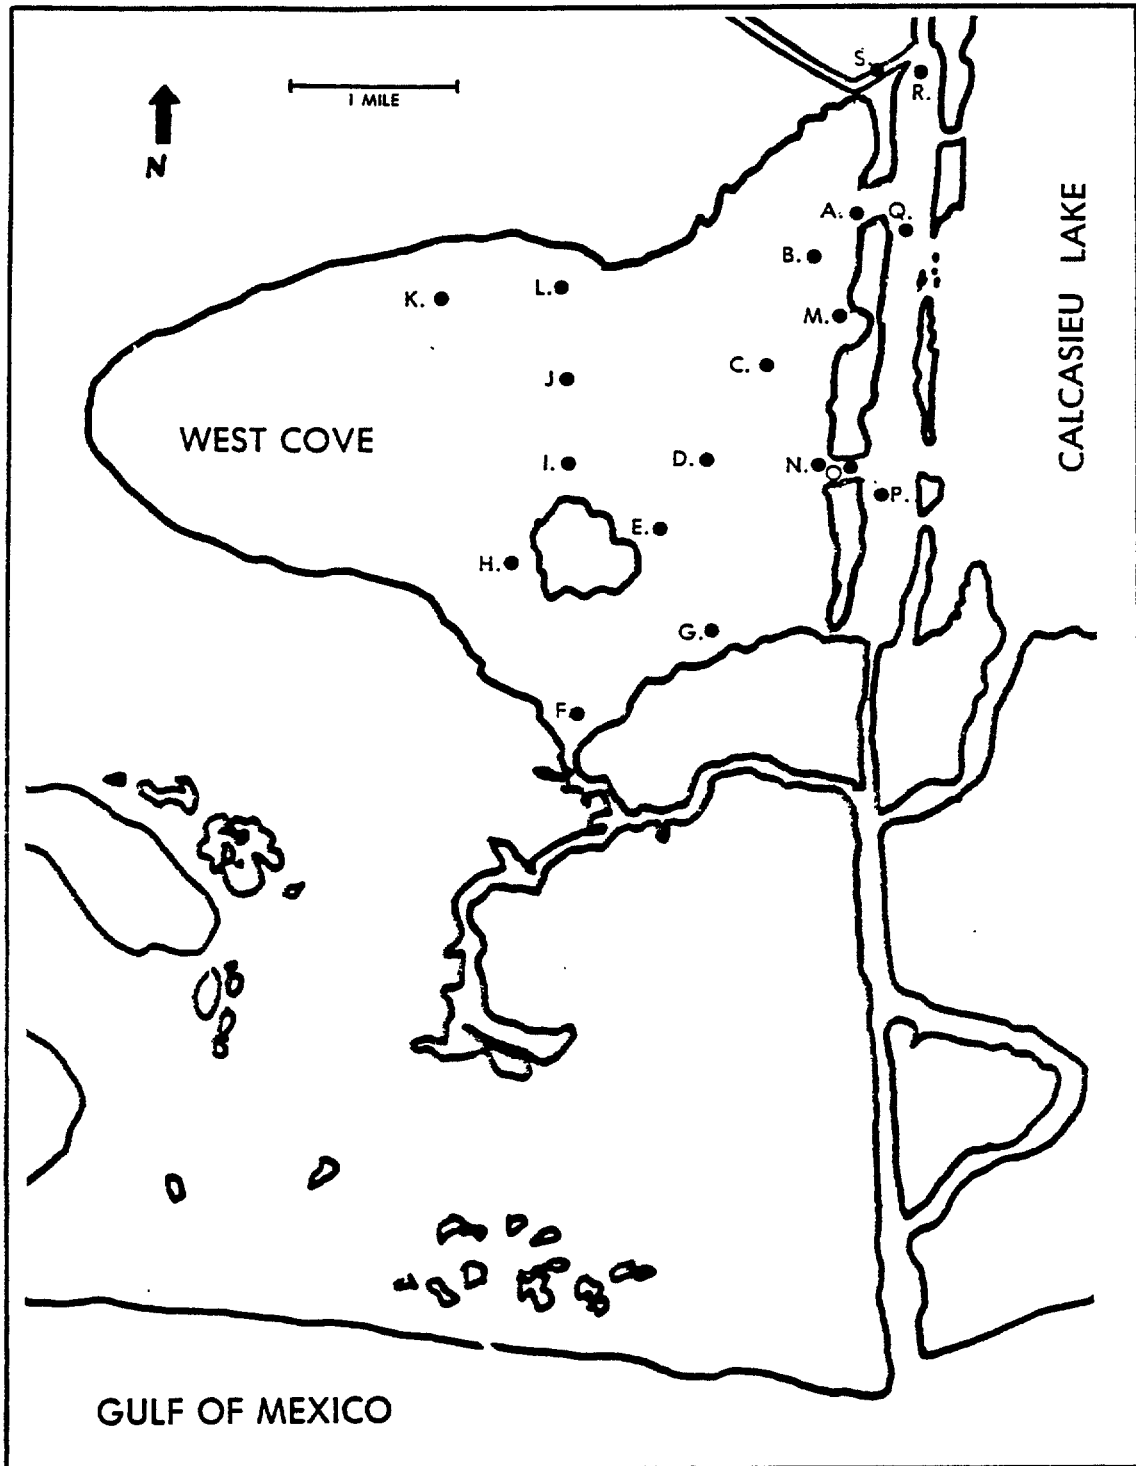 S.
1 MILE
R.
N
A.
Q.
CALCASIEU LAKE
B.
L.
K.
M.
C.
J
WEST COVE
I.
D.
N.
O
P.
E.
H.
G.
F.
GULF OF MEXICO